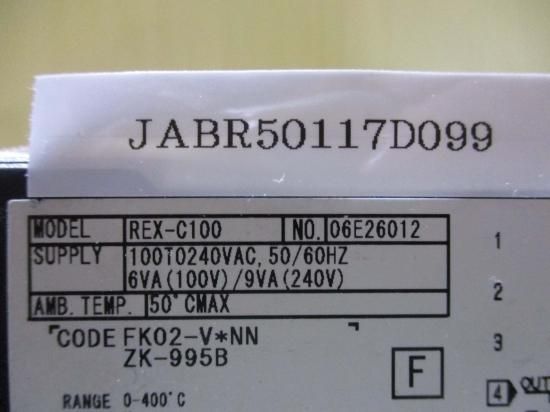 JABR50117D099
MODEL REX-C100 NO. 06E26012
SUPPLY 100TO240VAC, 50/60HZ
6VA(100V)/9VA(240V)
AMB. TEMP. 50°CMAX
CODE FK02-V*NN
ZK-995B
RANGE 0-400°C
F
1
2
3
4